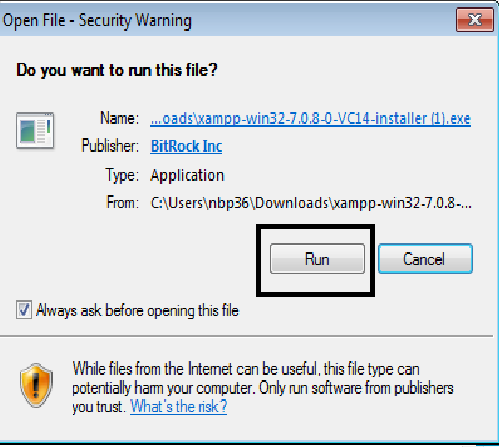 Open File - Security Warning
Do you want to run this file?
Name: ...oads\xampp-win32-7.0.8-0-VC14-installer (1).exe
Publisher: BitRock Inc
Type: Application
From: C:\Users\nbp36\Downloads\xampp-win32-7.0.8-...
Run Cancel
Always ask before opening this file
While files from the Internet can be useful, this file type can
potentially harm your computer. Only run software from publishers
you trust. What's the risk?